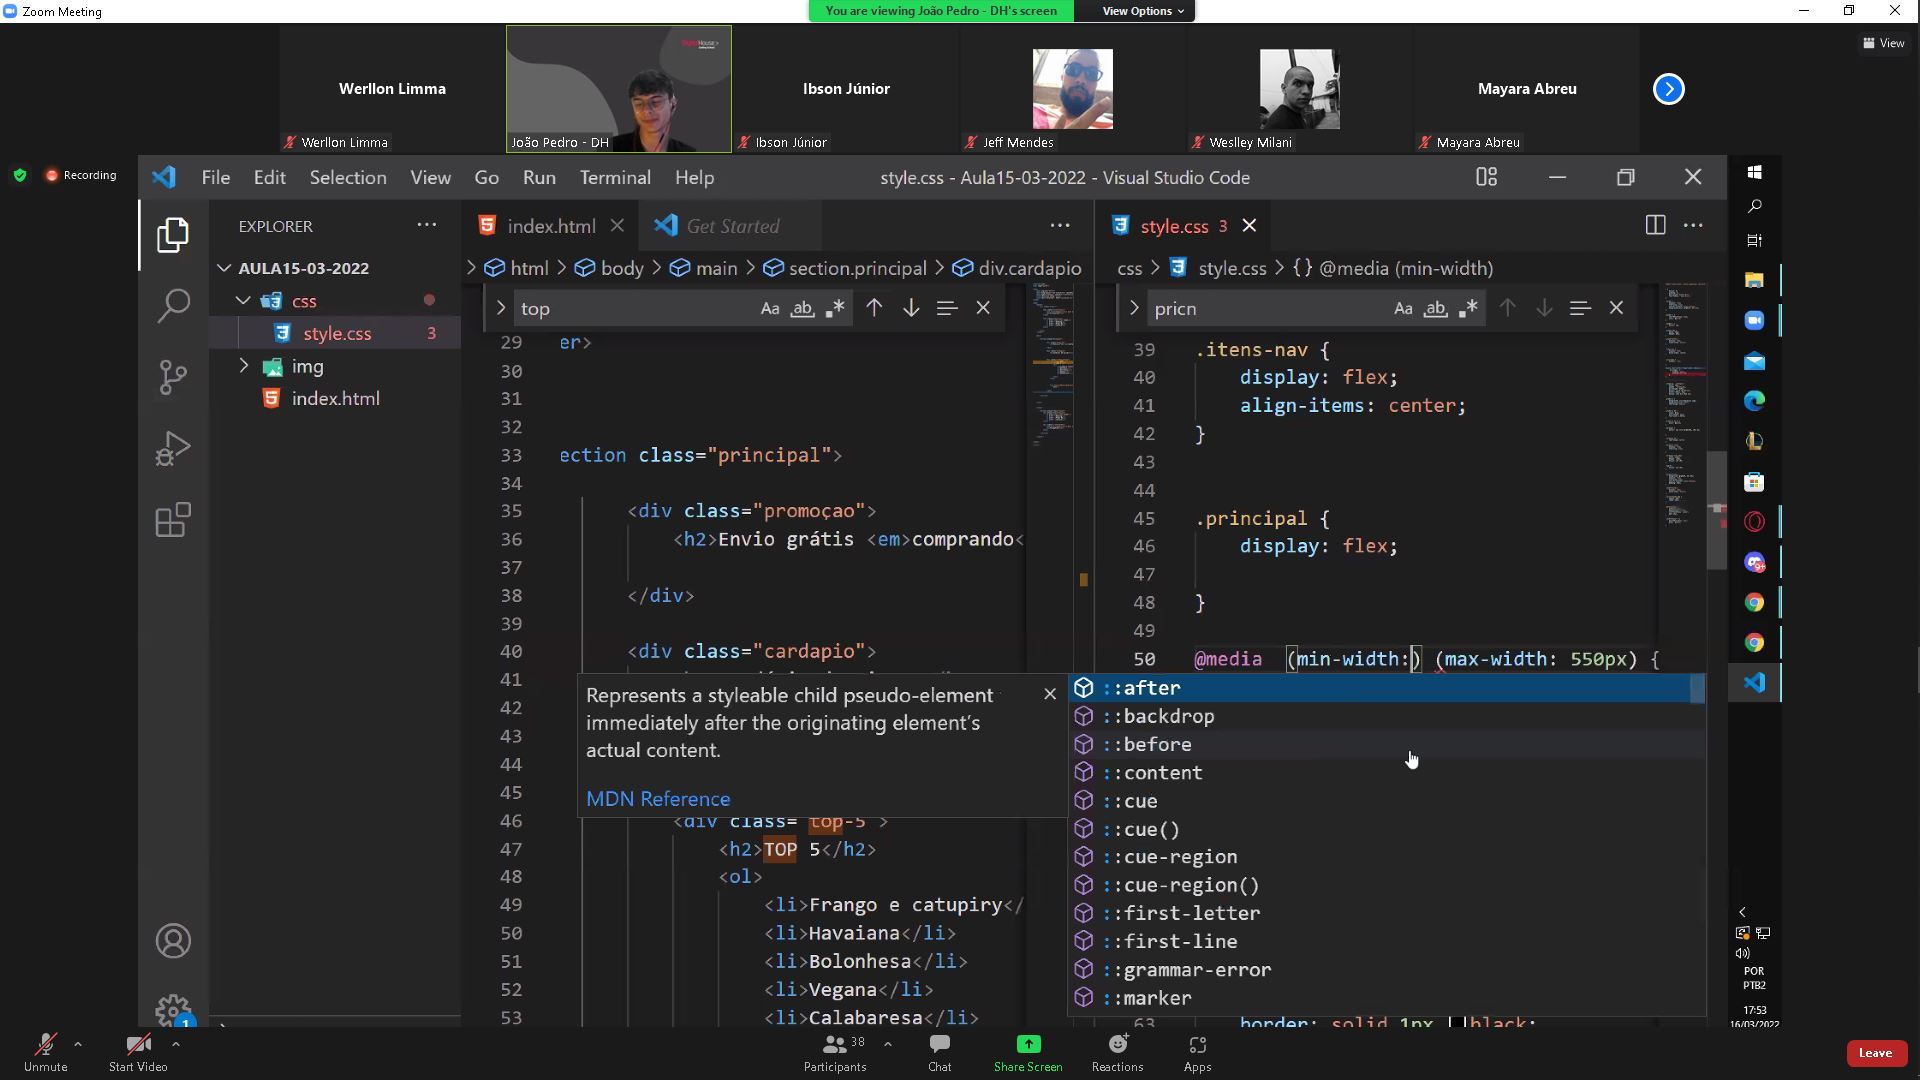 Zoom Meeting
You are viewing João Pedro - DH's screen
View Options
View
Werllon Limma
Ibson Júnior
Mayara Abreu
Werllon Limma
João Pedro - DH
Ibson Júnior
Jeff Mendes
Weslley Milani
Mayara Abreu
Recording
File Edit Selection View Go Run Terminal Help
style.css - Aula15-03-2022 - Visual Studio Code
EXPLORER
AULA15-03-2022
css
style.css 3
img
index.html
index.html
Get Started
html > body > main > section.principal > div.cardapio
top
Aa ab
29 er>
30
31
32
33 ection class="principal">
34
35 <div class="promoçao">
36 <h2>Envio grátis <em>comprando<
37
38 </div>
39
40 <div class="cardapio">
41
42
43
44
45
46 <div class="top-5">
47 <h2>TOP 5</h2>
48 <ol>
49 <li>Frango e catupiry</
50 <li>Havaiana</li>
51 <li>Bolonhesa</li>
52 <li>Vegana</li>
53 <li>Calabaresa</li>
Represents a styleable child pseudo-element
immediately after the originating element's
actual content.
MDN Reference
style.css 3
css > style.css > {} @media (min-width)
pricn
Aa ab
39 .itens-nav {
40 display: flex;
41 align-items: center;
42 }
43
44
45 .principal {
46 display: flex;
47
48 }
49
50 @media (min-width:) (max-width: 550px) {
::after
::backdrop
::before
::content
::cue
::cue()
::cue-region
::cue-region()
::first-letter
::first-line
::grammar-error
::marker
63 border: solid 1px black;
1
POR
PTB2
17:53
16/03/2022
Unmute
Start Video
Participants 38
Chat
Share Screen
Reactions
Apps
Leave